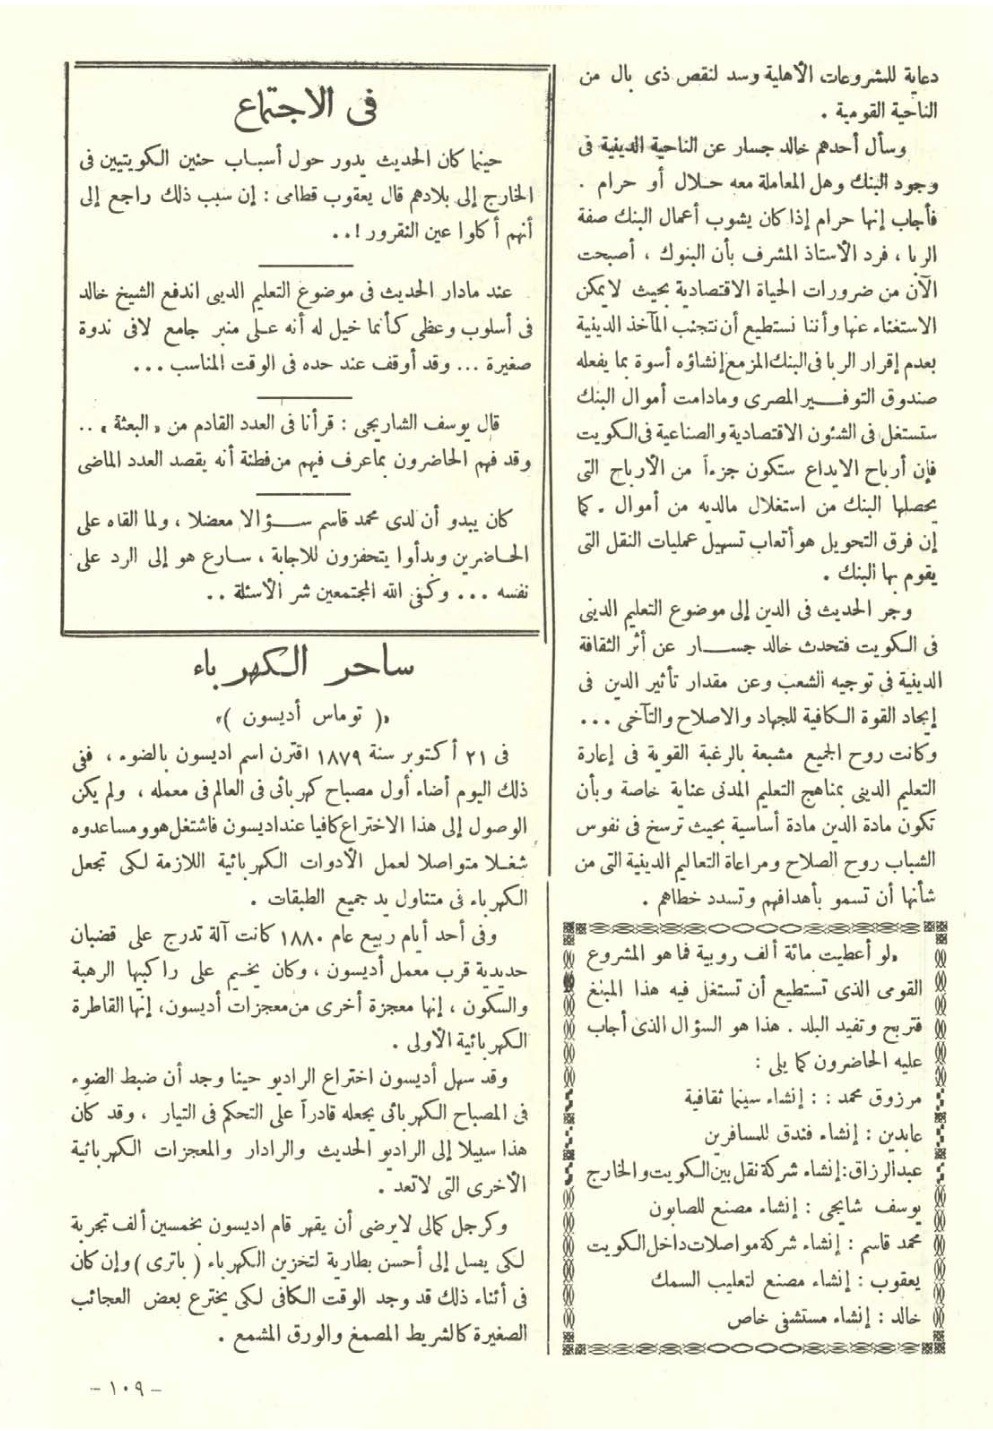 دعاية للمشروعات الأهلية وسد لنقص ذى بال من
الناحية القومية .
وسأل أحدهم خالد جسار عن الناحية الدينية فى
وجود البنك وهل المعاملة معه حلال أو حرام .
فأجاب إنها حرام إذا كان يشوب أعمال البنك صفة
الربا ، فرد الأستاذ المشرف بأن البنوك ، أصبحت
الآن من ضرورات الحياة الاقتصادية بحيث لا يمكن
الاستغناء عنها وأننا نستطيع أن نتجنب المآخذ الدينية
بعدم إقرار الربا فى البنك المزمع إنشاؤه أسوة بما يفعله
صندوق التوفير المصرى ومادامت أموال البنك
ستستغل فى الشئون الاقتصادية والصناعية فى الكويت
فإن أرباح الايداع ستكون جزءاً من الأرباح التى
يحصلها البنك من استغلال مالديه من أموال . كما
إن فرق التحويل هو أتعاب تسهيل عمليات النقل التى
يقوم بها البنك .
وجر الحديث فى الدين إلى موضوع التعليم الدينى
فى الكويت فتحدث خالد جسار عن أثر الثقافة
الدينية فى توجيه الشعب وعن مقدار تأثير الدين فى
إيجاد القوة الكافية للجهاد والاصلاح والتآخى ...
وكانت روح الجميع مشبعة بالرغبة القوية فى إعارة
التعليم الدينى بمناهج التعليم المدنى عناية خاصة وبأن
تكون مادة الدين مادة أساسية بحيث ترسخ فى نفوس
الشباب روح الصلاح ومراعاة التعاليم الدينية التى من
شأنها أن تسمو بأهدافهم وتسدد خطاهم .
«لو أعطيت مائة ألف روبية فما هو المشروع
القومى الذى تستطيع أن تستغل فيه هذا المبلغ
فتربح وتفيد البلد . هذا هو السؤال الذى أجاب
عليه الحاضرون كما يلى :
مرزوق محمد : : إنشاء سينما ثقافية
عابدين : إنشاء فندق للمسافرين
عبدالرزاق : إنشاء شركة نقل بين الكويت والخارج
يوسف شايجى : إنشاء مصنع للصابون
محمد قاسم : إنشاء شركة مواصلات داخل الكويت
يعقوب : إنشاء مصنع لتعليب السمك
خالد : إنشاء مستشفى خاص
فى الاجتماع
حينما كان الحديث يدور حول أسباب حنين الكويتيين فى
الخارج إلى بلادهم قال يعقوب قطامى : إن سبب ذلك راجع إلى
أنهم أكلوا عين النقرور ! ..
عند مادار الحديث فى موضوع التعليم الدينى اندفع الشيخ خالد
فى أسلوب وعظى كأنما خيل له أنه على منبر جامع لافى ندوة
صغيرة ... وقد أوقف عند حده فى الوقت المناسب ...
قال يوسف الشاريجى : قرأنا فى العدد القادم من «البعثة» ..
وقد فهم الحاضرون بما عرف فيهم من فطنة أنه يقصد العدد الماضى
كان يبدو أن لدى محمد قاسم سؤالا معضلا ، ولما القاه على
الحاضرين وبدأوا يتحفزون للاجابة ، سارع هو إلى الرد على
نفسه ... وكفى الله المجتمعين شر الأسئلة ..
ساحر الكهرباء
«( توماس أديسون )»
فى ٢١ أكتوبر سنة ١٨٧٩ اقترن اسم اديسون بالضوء ، ففى
ذلك اليوم أضاء أول مصباح كهربائى فى العالم فى معمله ، ولم يكن
الوصول إلى هذا الاختراع كافيا عند اديسون فاشتغل هو ومساعدوه
شغلا متواصلا لعمل الأدوات الكهربائية اللازمة لكى تجعل
الكهرباء فى متناول يد جميع الطبقات .
وفى أحد أيام ربيع عام ١٨٨٠ كانت آلة تدرج على قضبان
حديدية قرب معمل أديسون ، وكان يخيم على راكبيها الرهبة
والسكون ، إنها معجزة أخرى من معجزات أديسون، إنها القاطرة
الكهربائية الأولى .
وقد سهل أديسون اختراع الراديو حينا وجد أن ضبط الضوء
فى المصباح الكهربائى يجعله قادراً على التحكم فى التيار ، وقد كان
هذا سبيلا إلى الراديو الحديث والرادار والمعجزات الكهربائية
الأخرى التى لاتعد .
وكرجل كمالى لا يرضى أن يقهر قام اديسون بخمسين ألف تجربة
لكى يصل إلى أحسن بطارية لتخزين الكهرباء ( باترى ) وإن كان
فى أثناء ذلك قد وجد الوقت الكافى لكى يخترع بعض العجائب
الصغيرة كالشريط المصمغ والورق المشمع .
– ١٠٩ –